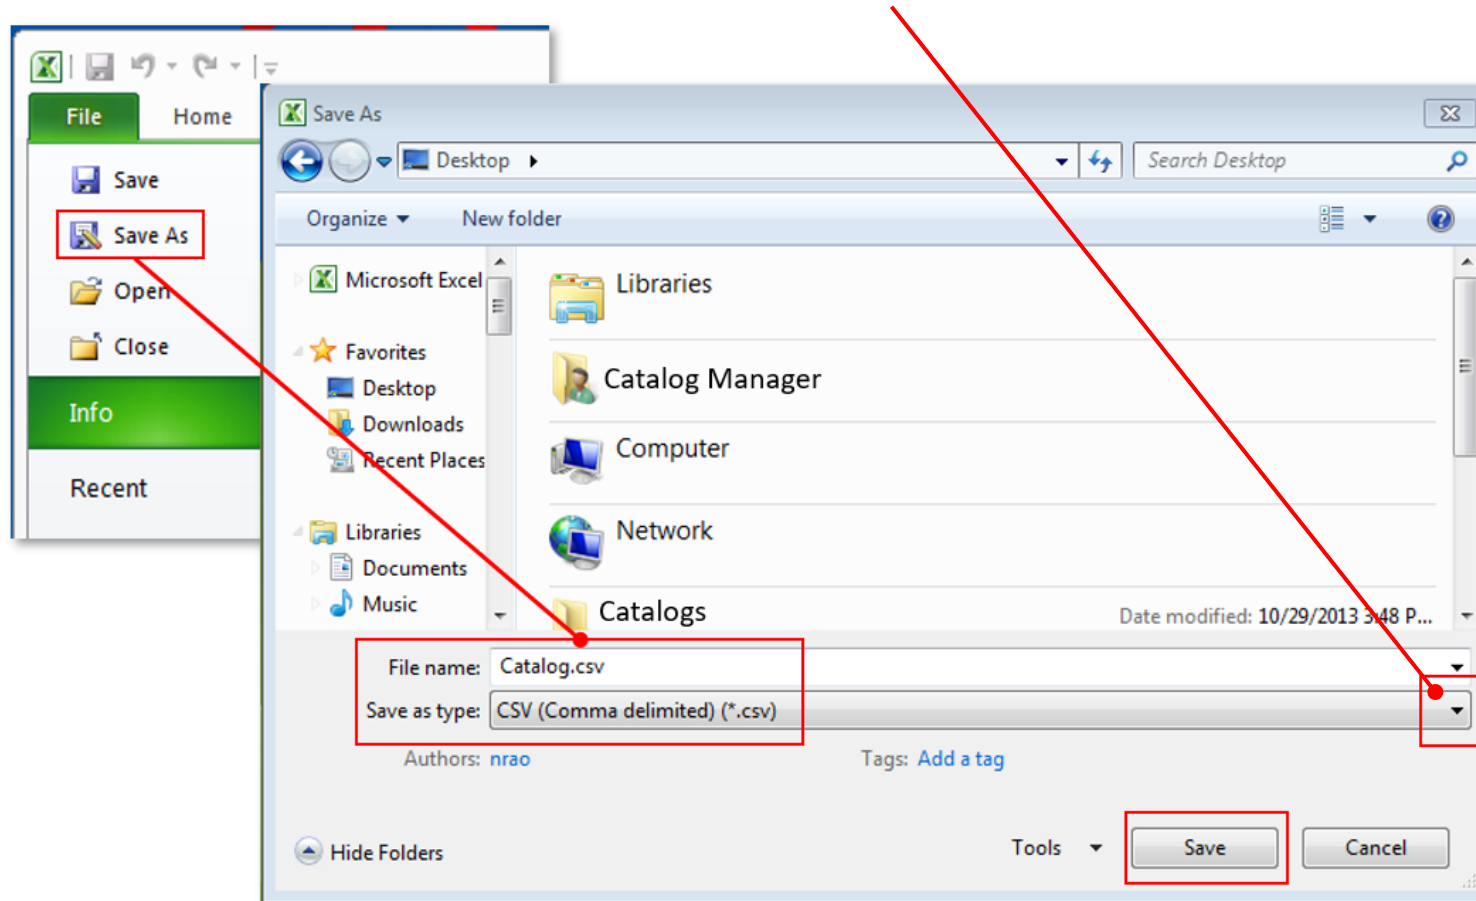 File Home
Save
Save As
Open
Close
Info
Recent
Save As
Desktop
Search Desktop
Organize New folder
Microsoft Excel
Favorites
Desktop
Downloads
Recent Places
Libraries
Documents
Music
Libraries
Catalog Manager
Computer
Network
Catalogs Date modified: 10/29/2013 3:48 P...
File name: Catalog.csv
Save as type: CSV (Comma delimited) (*.csv)
Authors: nrao Tags: Add a tag
Hide Folders Tools Save Cancel